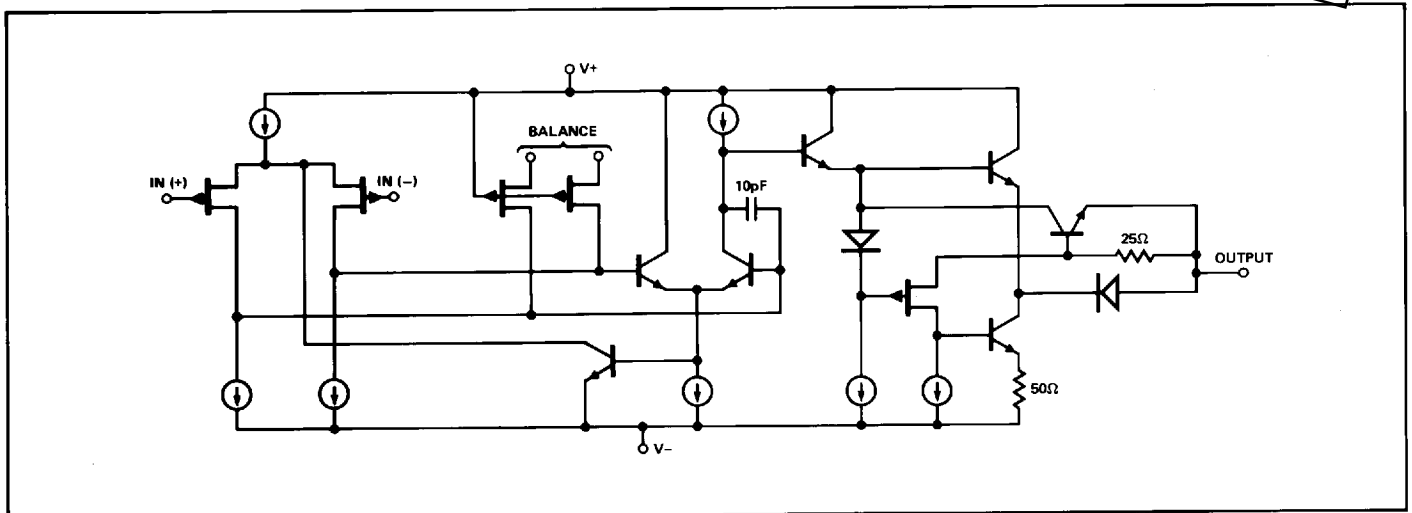 V+
BALANCE
IN (+)
IN (−)
10pF
25Ω
OUTPUT
50Ω
V−